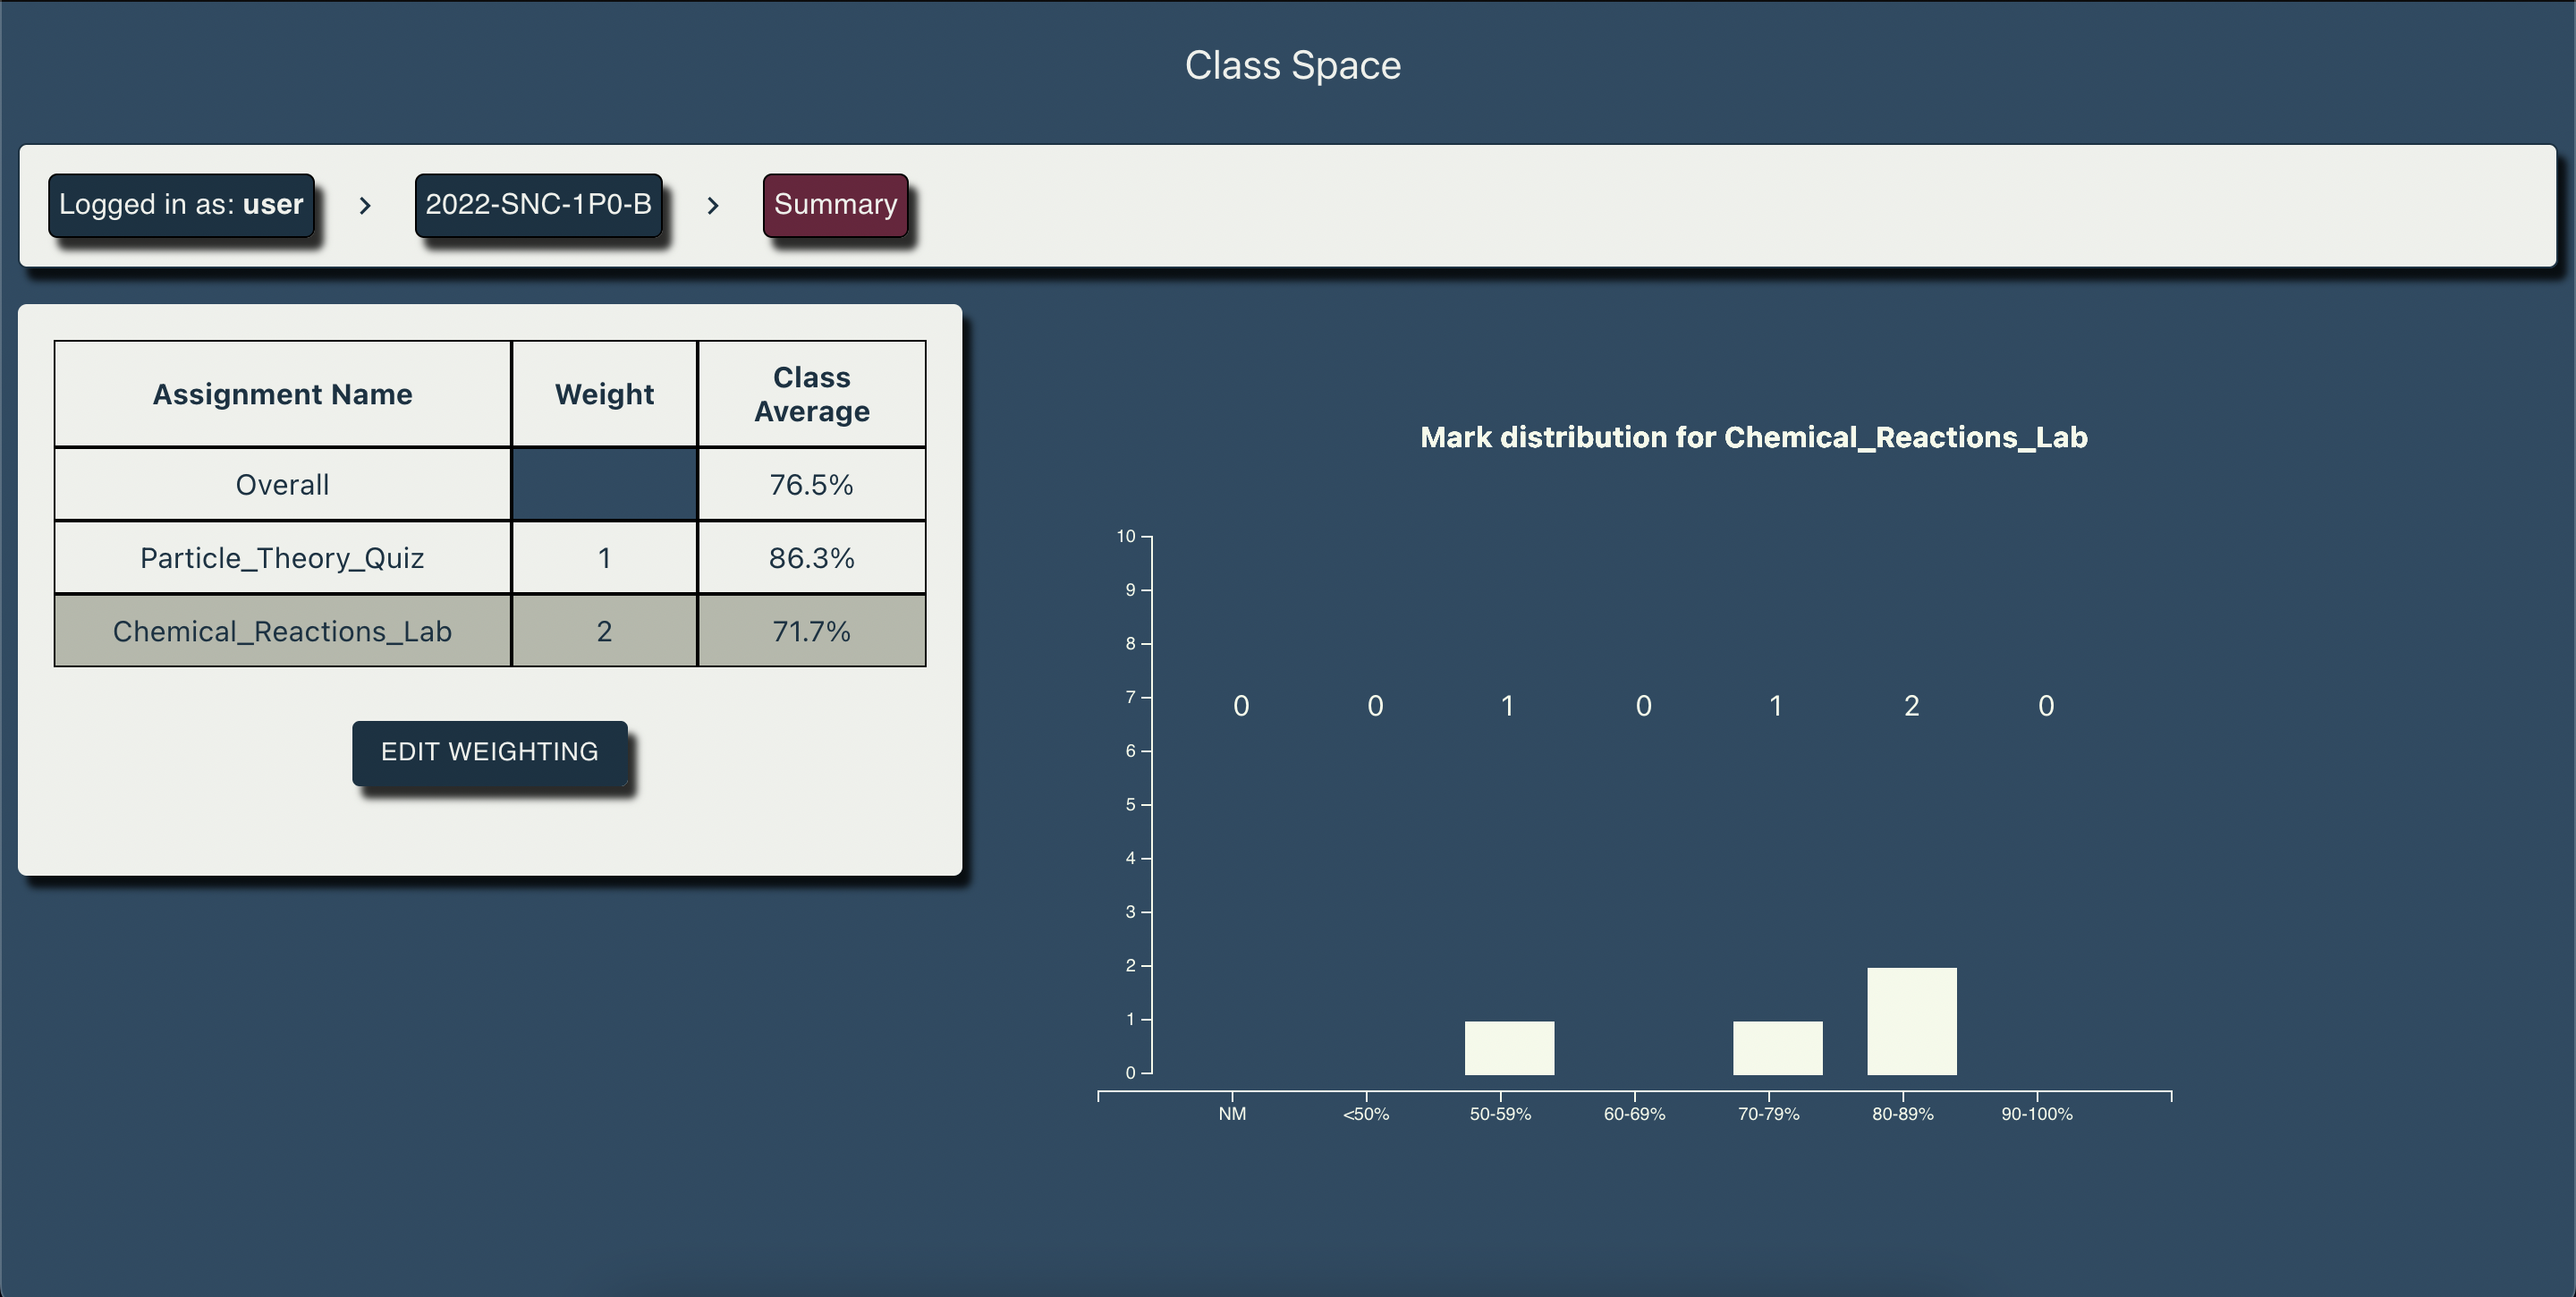 Class Space
Logged in as: user > 2022-SNC-1P0-B > Summary
Assignment Name Weight Class Average
Overall 76.5%
Particle_Theory_Quiz 1 86.3%
Chemical_Reactions_Lab 2 71.7%
EDIT WEIGHTING
Mark distribution for Chemical_Reactions_Lab
10
9
8
7
6
5
4
3
2
1
0
0 0 1 0 1 2 0
NM <50% 50-59% 60-69% 70-79% 80-89% 90-100%